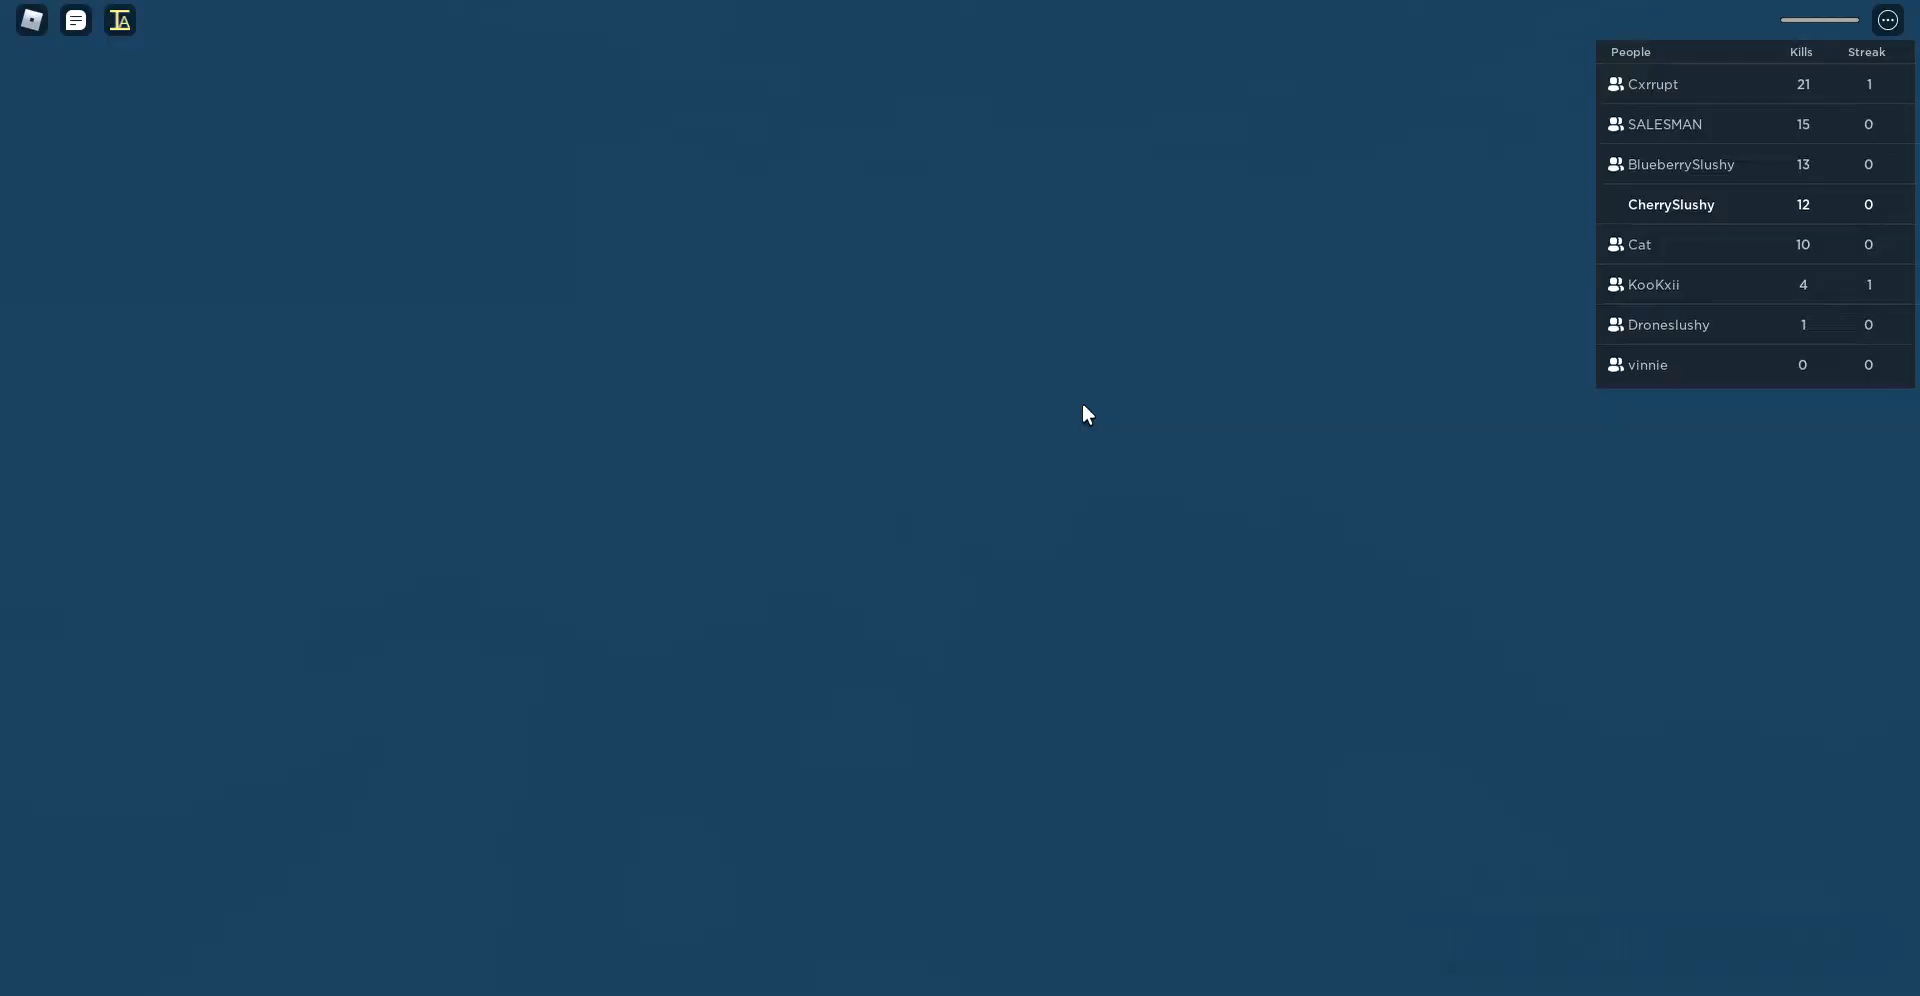 IA
People Kills Streak
Cxrrupt 21 1
SALESMAN 15 0
BlueberrySlushy 13 0
CherrySlushy 12 0
Cat 10 0
KooKxii 4 1
Droneslushy 1 0
vinnie 0 0